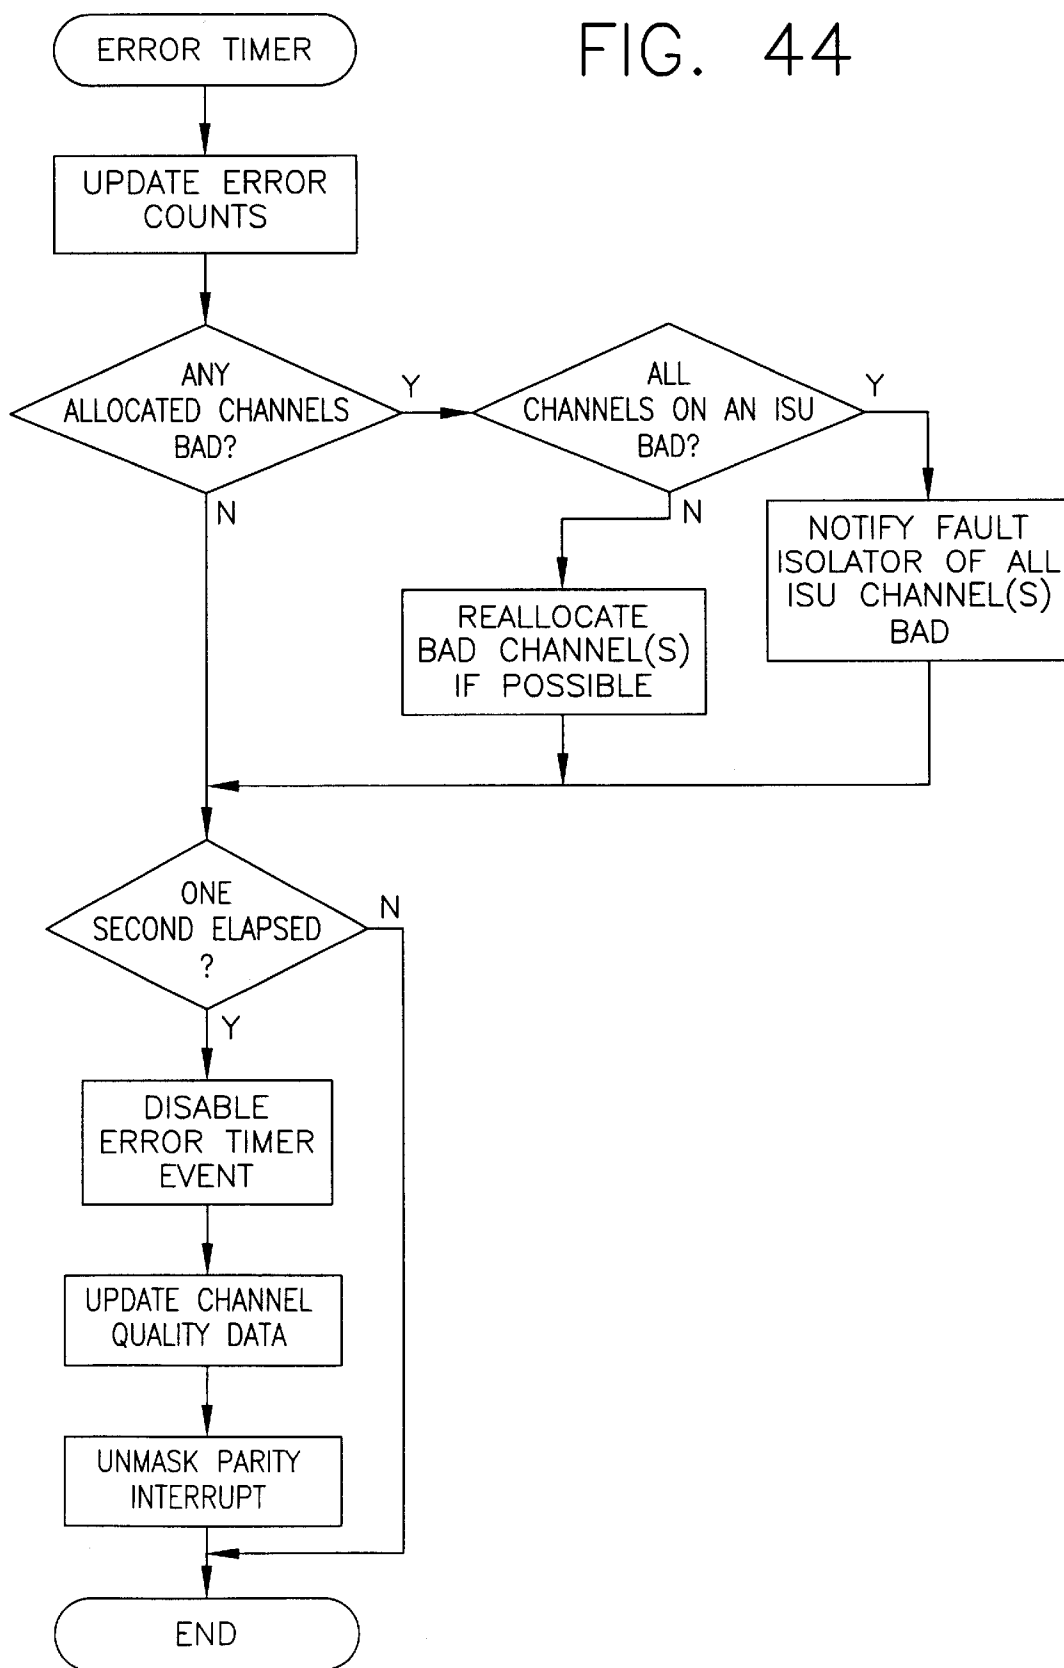 FIG. 44
ERROR TIMER
UPDATE ERROR
COUNTS
ANY
ALLOCATED CHANNELS
BAD?
Y
N
ALL
CHANNELS ON AN ISU
BAD?
Y
N
NOTIFY FAULT
ISOLATOR OF ALL
ISU CHANNEL(S)
BAD
REALLOCATE
BAD CHANNEL(S)
IF POSSIBLE
ONE
SECOND ELAPSED
?
N
Y
DISABLE
ERROR TIMER
EVENT
UPDATE CHANNEL
QUALITY DATA
UNMASK PARITY
INTERRUPT
END